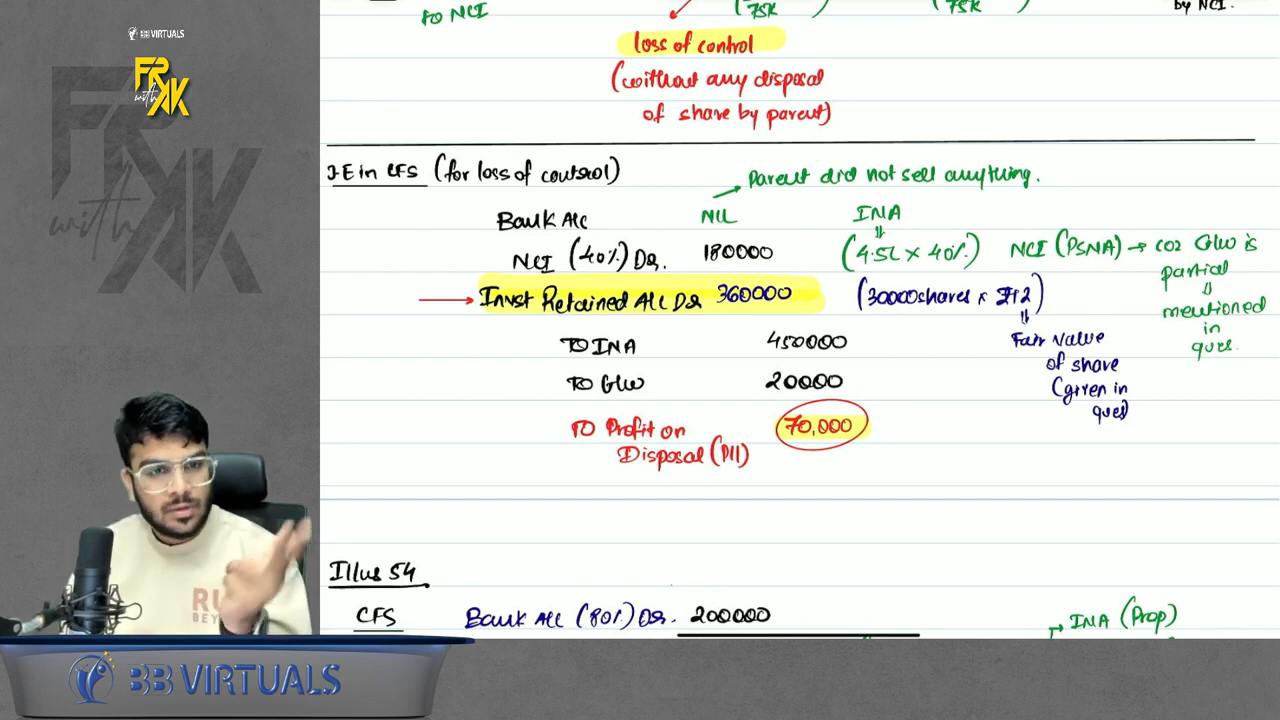 BB VIRTUALS
FR
with
AK
FR
with
AK
to NCI
(75K)
(75K)
by NCI.
loss of control
(without any disposal
of share by parent)
J.E in CFS (for loss of control)
Parent did not sell anything.
Bank A/c NIL INA
NCI (40%) Dr. 180000 (4.5L × 40%) NCI (PSNA) → coz G/w is
partial
mentioned
in
ques.
Invst Retained A/c Dr 360000 (30000 shares × ₹12)
Fair Value
of share
(given in
ques)
To INA 450000
To G/w 20000
To Profit on 70,000
Disposal (P/L)
Illus 54
CFS Bank A/c (80%) Dr. 200000
INA (Prop)
BB VIRTUALS